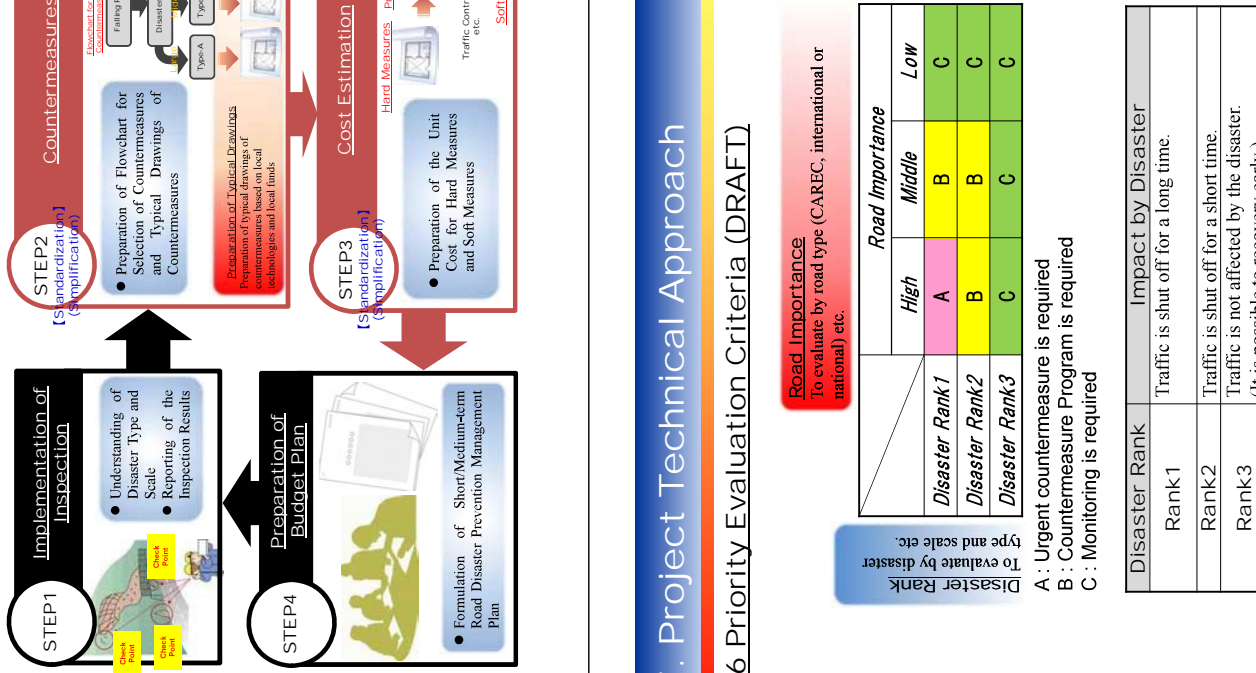 STEP1
Implementation of
Inspection
● Understanding of
Disaster Type and
Scale
● Reporting of the
Inspection Results
Check
Point
Check
Point
Check
Point
STEP2
【Standardization】
(Simplification)
Countermeasures
● Preparation of Flowchart for
Selection of Countermeasures
and Typical Drawings of
Countermeasures
Preparation of Typical Drawings
Preparation of typical drawings of
countermeasures based on local
technologies and local funds
Flowchart for
Falling
Disaster
Type-A
STEP4
Preparation of
Budget Plan
● Formulation of Short/Medium-term
Road Disaster Prevention Management
Plan
STEP3
【Standardization】
(Simplification)
Cost Estimation
● Preparation of the Unit
Cost for Hard Measures
and Soft Measures
Hard Measures
Traffic
etc.
Soft
. Project Technical Approach
6 Priority Evaluation Criteria (DRAFT)
Road Importance
To evaluate by road type (CAREC, international or
national) etc.
Disaster Rank
To evaluate by disaster
type and scale etc.
Road Importance
High Middle Low
Disaster Rank1 A B C
Disaster Rank2 B B C
Disaster Rank3 C C C
A : Urgent countermeasure is required
B : Countermeasure Program is required
C : Monitoring is required
Disaster Rank Impact by Disaster
Rank1 Traffic is shut off for a long time.
Rank2 Traffic is shut off for a short time.
Rank3 Traffic is not affected by the disaster.